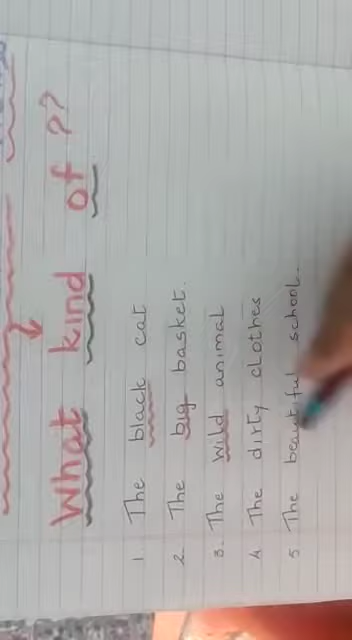 What kind of ??
1 The black cat
2. The big basket.
3. The wild animal
4 The dirty clothes
5 The beautiful school.